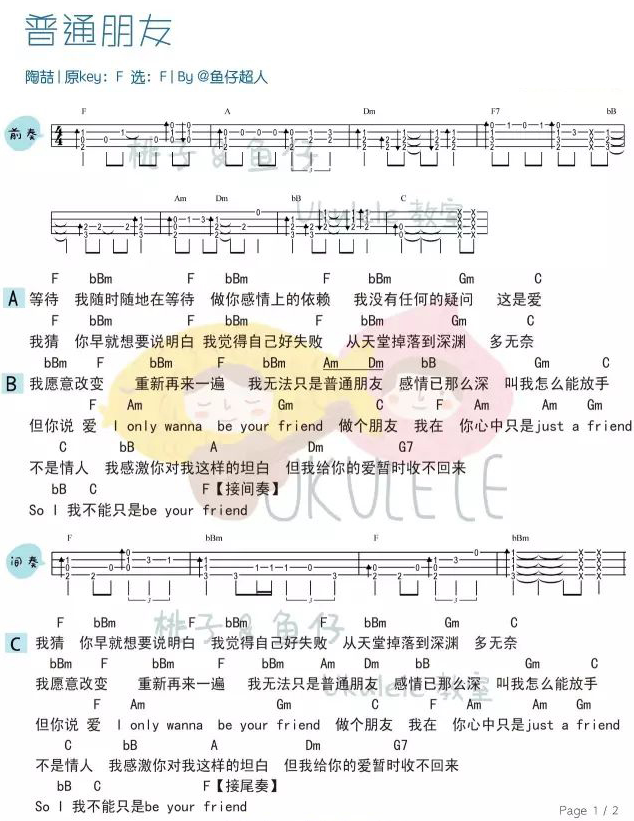 普通朋友
陶喆|原key：F 选：F|By @鱼仔超人
前奏
F A Dm F7 bB
桃子&鱼仔
Ukulele 教室
Am Dm bB C
F bBm F bBm F bBm Gm C
A 等待 我随时随地在等待 做你感情上的依赖 我没有任何的疑问 这是爱
F bBm F bBm F bBm Gm C
我猜 你早就想要说明白 我觉得自己好失败 从天堂掉落到深渊 多无奈
bBm F bBm F bBm Am Dm bB Gm C
B 我愿意改变 重新再来一遍 我无法只是普通朋友 感情已那么深 叫我怎么能放手
F Am Gm C F Am Am Gm
但你说 爱 I only wanna be your friend 做个朋友 我在 你心中只是just a friend
C bB A Dm G7
不是情人 我感激你对我这样的坦白 但我给你的爱暂时收不回来
bB C F【接间奏】
So I 我不能只是be your friend
UKULELE
间奏
F bBm F bBm
桃子&鱼仔
Ukulele 教室
F bBm F bBm F bBm Gm C
C 我猜 你早就想要说明白 我觉得自己好失败 从天堂掉落到深渊 多无奈
bBm F bBm F bBm Am Dm bB Gm C
我愿意改变 重新再来一遍 我无法只是普通朋友 感情已那么深 叫我怎么能放手
F Am Gm C F Am Am Gm
但你说 爱 I only wanna be your friend 做个朋友 我在 你心中只是just a friend
C bB A Dm G7
不是情人 我感激你对我这样的坦白 但我给你的爱暂时收不回来
bB C F【接尾奏】
So I 我不能只是be your friend
Page 1 / 2